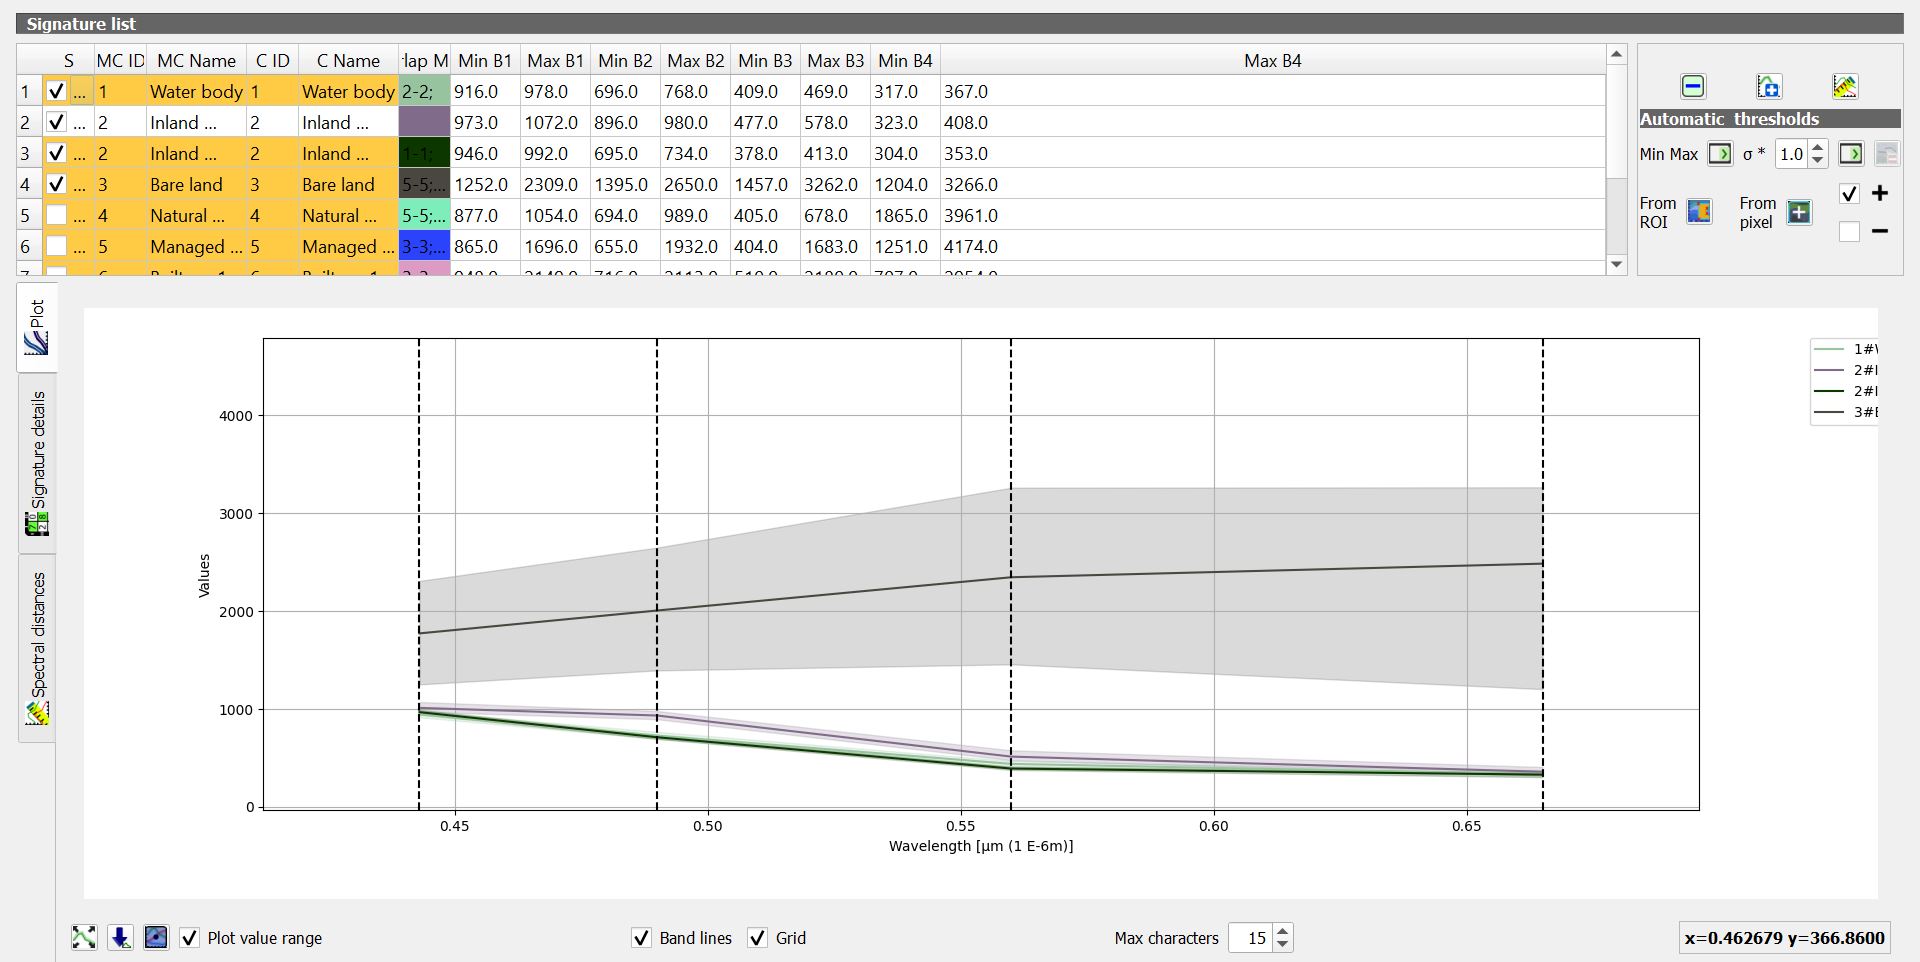 Signature list
S MC ID MC Name C ID C Name lap M Min B1 Max B1 Min B2 Max B2 Min B3 Max B3 Min B4 Max B4
1 ... 1 Water body 1 Water body 2-2; 916.0 978.0 696.0 768.0 409.0 469.0 317.0 367.0
2 ... 2 Inland ... 2 Inland ... 973.0 1072.0 896.0 980.0 477.0 578.0 323.0 408.0
3 ... 2 Inland ... 2 Inland ... 1-1; 946.0 992.0 695.0 734.0 378.0 413.0 304.0 353.0
4 ... 3 Bare land 3 Bare land 5-5;... 1252.0 2309.0 1395.0 2650.0 1457.0 3262.0 1204.0 3266.0
5 ... 4 Natural ... 4 Natural ... 5-5;... 877.0 1054.0 694.0 989.0 405.0 678.0 1865.0 3961.0
6 ... 5 Managed ... 5 Managed ... 3-3;... 865.0 1696.0 655.0 1932.0 404.0 1683.0 1251.0 4174.0
Automatic thresholds
Min Max σ * 1.0
From ROI
From pixel
+
−
Plot
Signature details
Spectral distances
4000
3000
2000
1000
0
Values
0.45 0.50 0.55 0.60 0.65
Wavelength [µm (1 E-6m)]
1#
2#I
2#I
3#
Plot value range
Band lines
Grid
Max characters 15
x=0.462679 y=366.8600